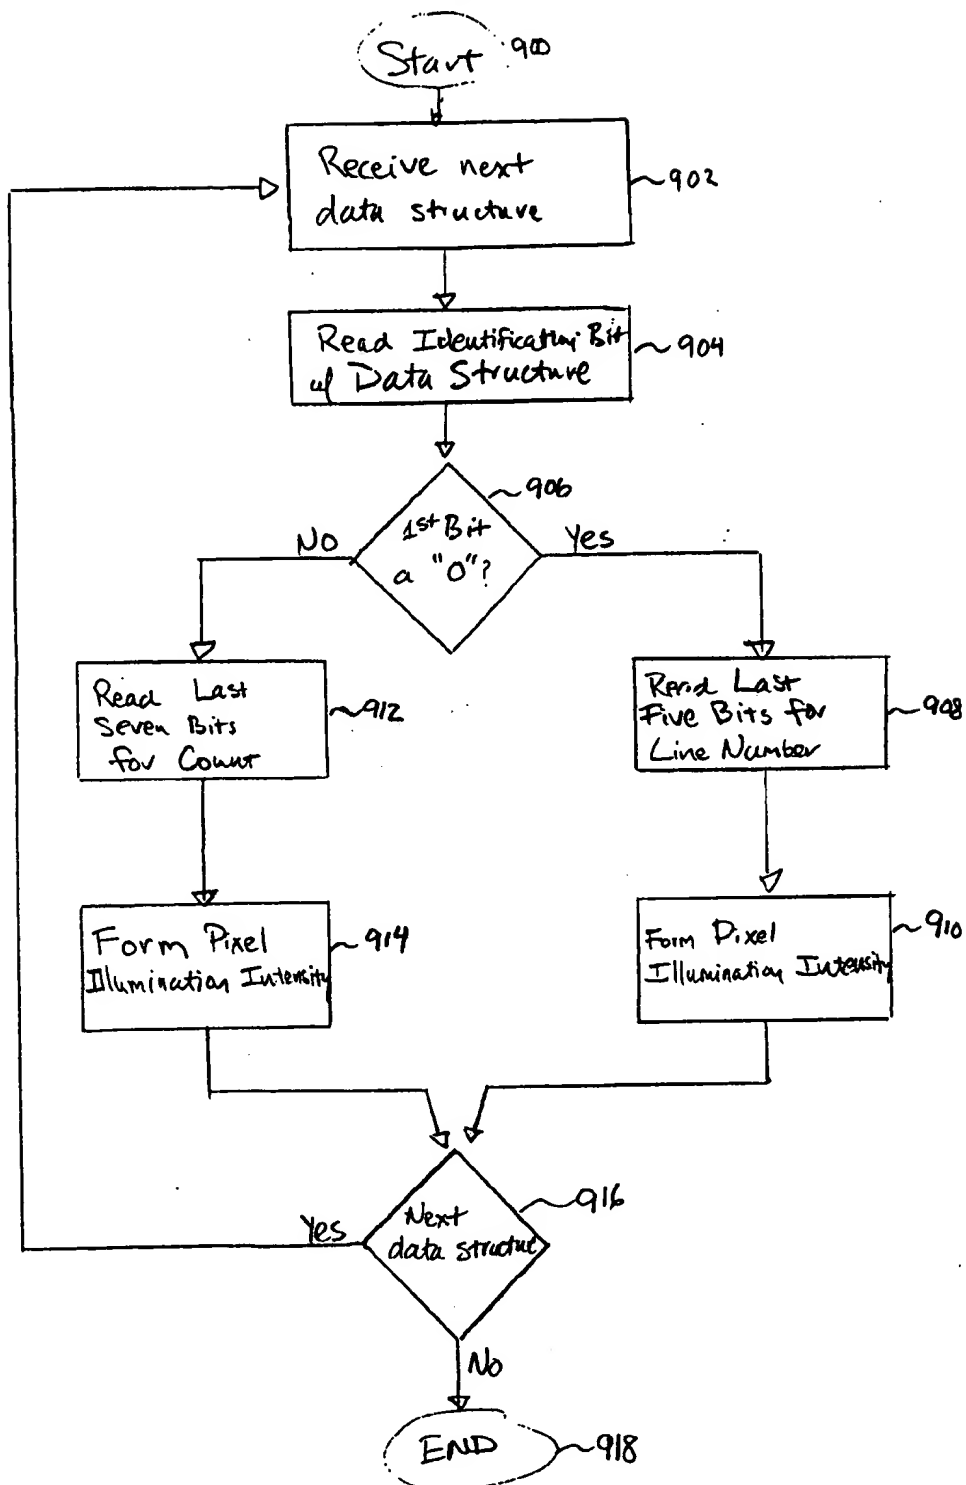 Start 900
Receive next
data structure
902
Read Identification Bit
w/ Data Structure
904
906
1st Bit
a "0"?
No
Yes
Read Last
Seven Bits
for Count
912
Read Last
Five Bits for
Line Number
908
Form Pixel
Illumination Intensity
914
Form Pixel
Illumination Intensity
910
916
Next
data structure
Yes
No
END
918